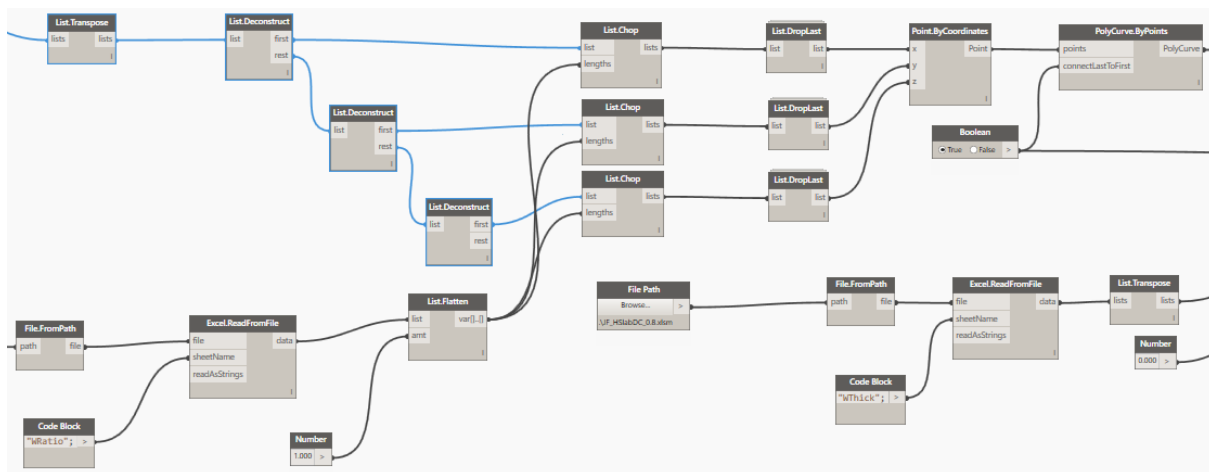 List.Transpose
lists lists
List.Deconstruct
list first
rest
List.Deconstruct
list first
rest
List.Deconstruct
list first
rest
List.Chop
list lists
lengths
List.Chop
list lists
lengths
List.Chop
list lists
lengths
List.DropLast
list list
List.DropLast
list list
List.DropLast
list list
Point.ByCoordinates
x Point
y
z
PolyCurve.ByPoints
points PolyCurve
connectLastToFirst
Boolean
True False >
File.FromPath
path file
Excel.ReadFromFile
file data
sheetName
readAsStrings
Code Block
"WRatio"; >
List.Flatten
list var[]..[]
amt
Number
1.000 >
File Path
Browse... >
.\UF_HSlabDC_0.8.xlsm
File.FromPath
path file
Excel.ReadFromFile
file data
sheetName
readAsStrings
Code Block
"WThick"; >
List.Transpose
lists lists
Number
0.000 >